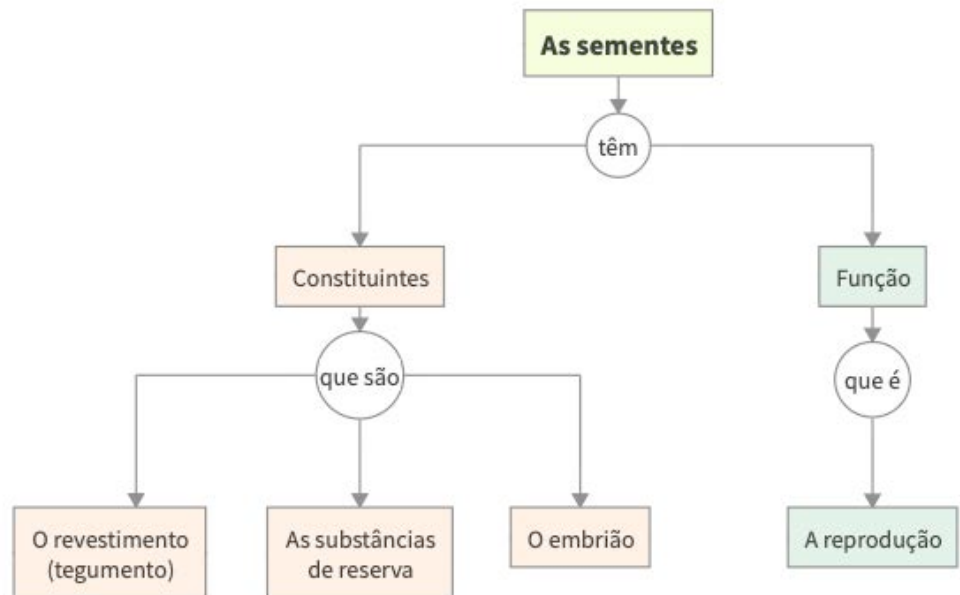 As sementes
têm
Constituintes
Função
que são
que é
O revestimento
(tegumento)
As substâncias
de reserva
O embrião
A reprodução